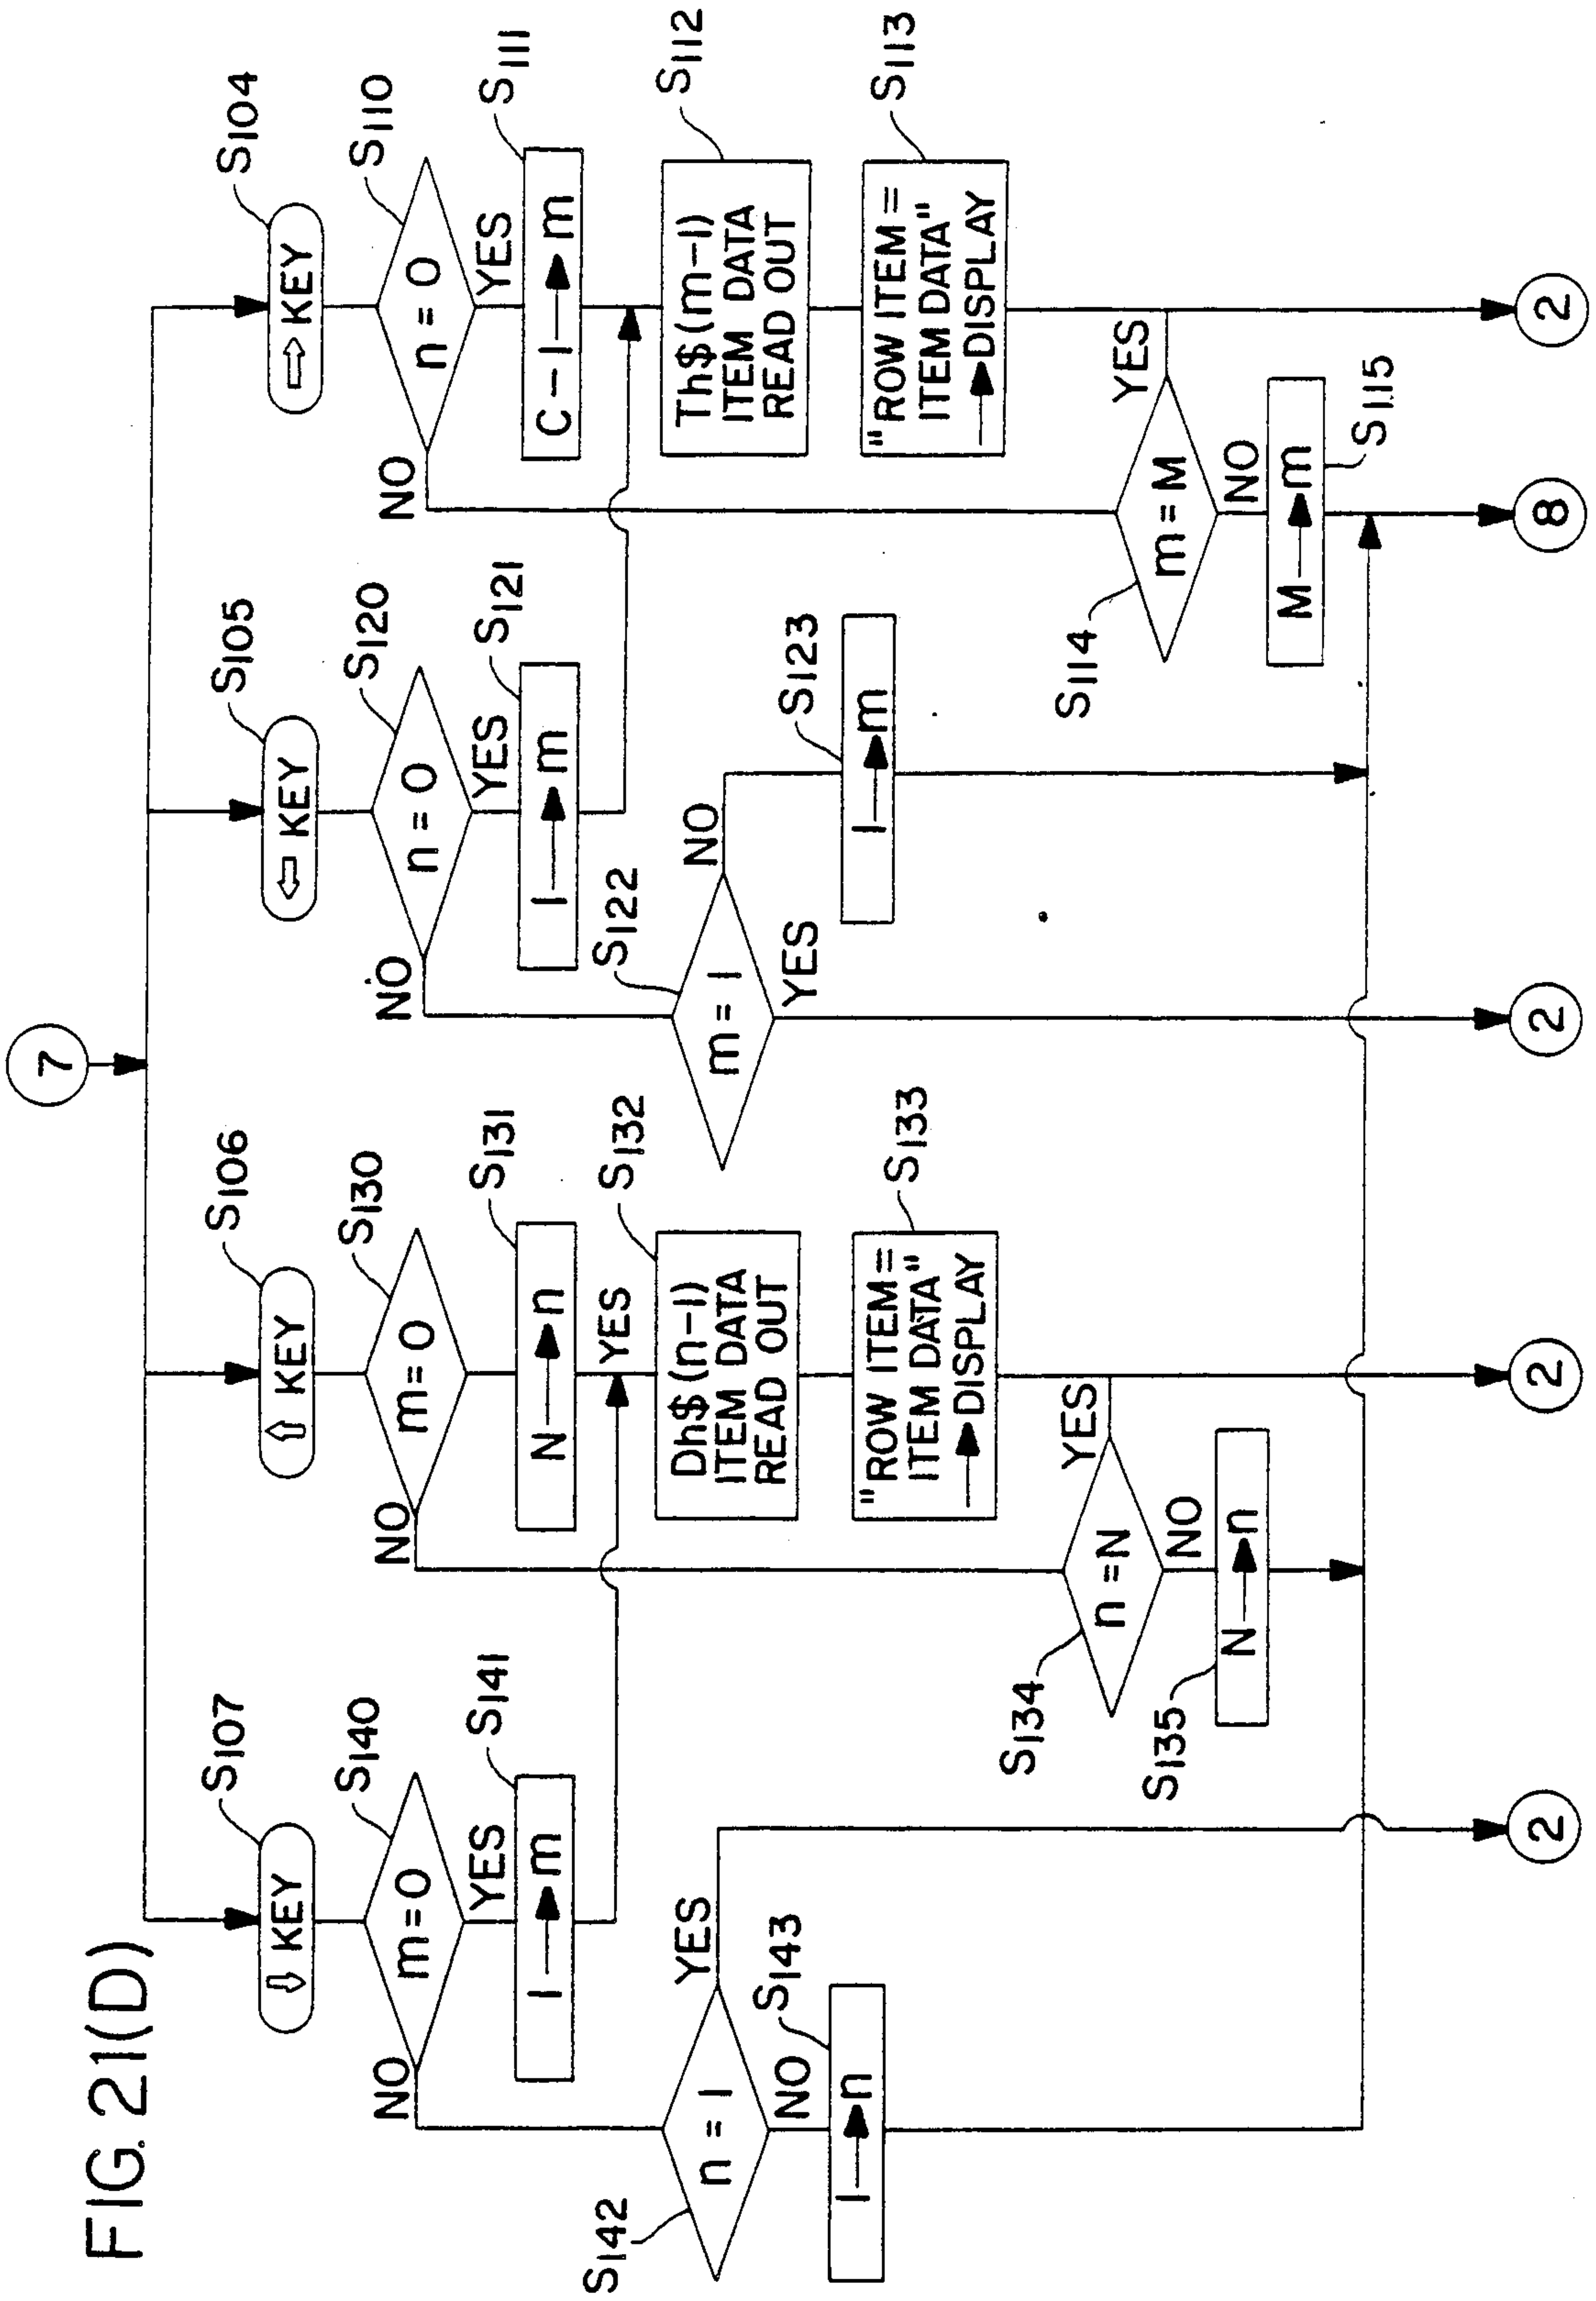 FIG. 21(D)
7
⇩ KEY
S107
m=0
S140
NO
YES
1→m
S141
n=1
S142
YES
NO
1→n
S143
2
⇧ KEY
S106
m=0
S130
NO
N→n
S131
YES
Dh$(n-1)
ITEM DATA
READ OUT
S132
"ROW ITEM=
ITEM DATA"
→DISPLAY
S133
n=N
S134
YES
NO
N→n
S135
2
⇦ KEY
S105
n=0
S120
NO
YES
1→m
S121
m=1
S122
NO
YES
1→m
S123
2
⇨ KEY
S104
n=0
S110
NO
YES
C-1→m
S111
Th$(m-1)
ITEM DATA
READ OUT
S112
"ROW ITEM=
ITEM DATA"
→DISPLAY
S113
m=M
S114
YES
NO
M→m
S115
8
2